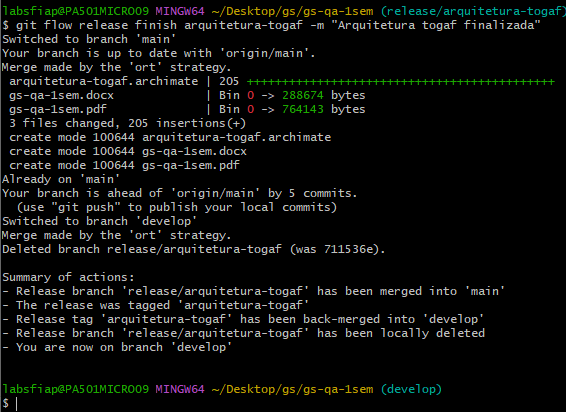 labsfiap@PA501MICRO09 MINGW64 ~/Desktop/gs/gs-qa-1sem (release/arquitetura-togaf)
$ git flow release finish arquitetura-togaf -m "Arquitetura togaf finalizada"
Switched to branch 'main'
Your branch is up to date with 'origin/main'.
Merge made by the 'ort' strategy.
 arquitetura-togaf.archimate | 205 ++++++++++++++++++++++++++++++++++++++++++++
 gs-qa-1sem.docx             | Bin 0 -> 288674 bytes
 gs-qa-1sem.pdf              | Bin 0 -> 764143 bytes
 3 files changed, 205 insertions(+)
 create mode 100644 arquitetura-togaf.archimate
 create mode 100644 gs-qa-1sem.docx
 create mode 100644 gs-qa-1sem.pdf
Already on 'main'
Your branch is ahead of 'origin/main' by 5 commits.
  (use "git push" to publish your local commits)
Switched to branch 'develop'
Merge made by the 'ort' strategy.
Deleted branch release/arquitetura-togaf (was 711536e).

Summary of actions:
- Release branch 'release/arquitetura-togaf' has been merged into 'main'
- The release was tagged 'arquitetura-togaf'
- Release tag 'arquitetura-togaf' has been back-merged into 'develop'
- Release branch 'release/arquitetura-togaf' has been locally deleted
- You are now on branch 'develop'

labsfiap@PA501MICRO09 MINGW64 ~/Desktop/gs/gs-qa-1sem (develop)
$